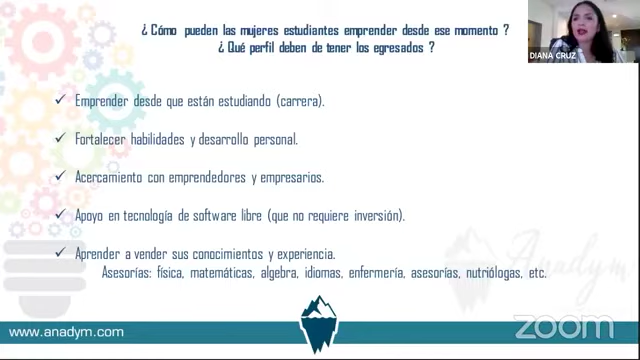 ¿ Cómo pueden las mujeres estudiantes emprender desde ese momento ?
¿ Qué perfil deben de tener los egresados ?
DIANA CRUZ
✓ Emprender desde que están estudiando (carrera).
✓ Fortalecer habilidades y desarrollo personal.
✓ Acercamiento con emprendedores y empresarios.
✓ Apoyo en tecnología de software libre (que no requiere inversión).
✓ Aprender a vender sus conocimientos y experiencia.
Asesorías: física, matemáticas, algebra, idiomas, enfermería, asesorías, nutriólogas, etc.
Anadym
www.anadym.com
zoom